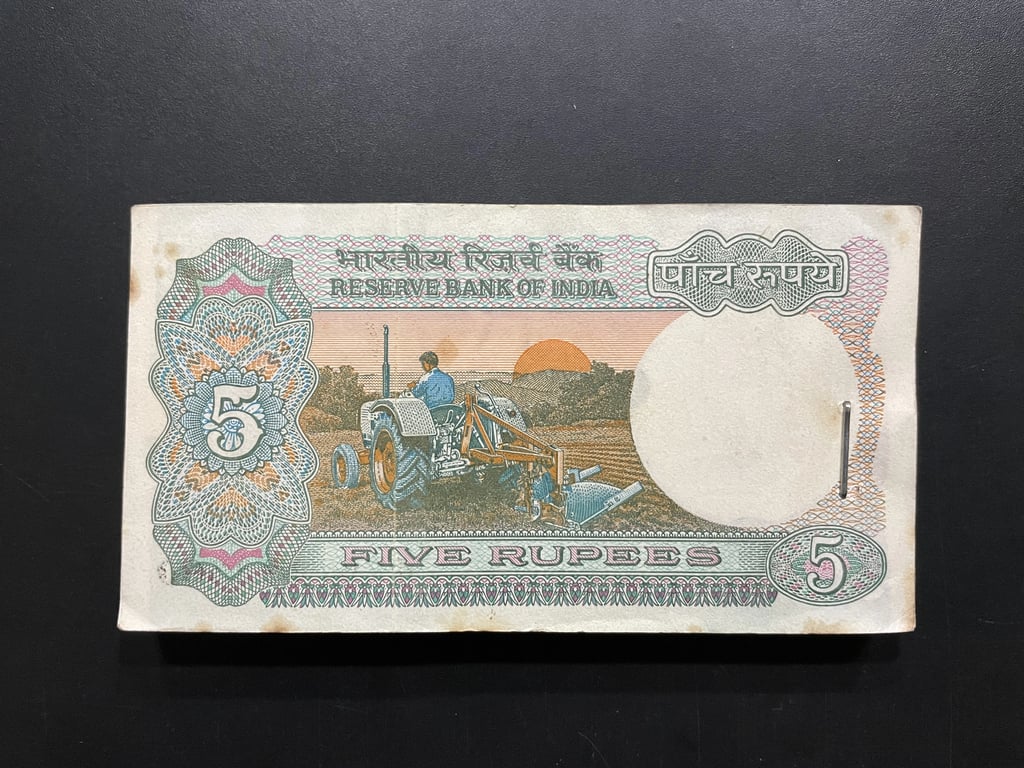 भारतीय रिज़र्व बैंक
RESERVE BANK OF INDIA
पाँच रूपये
5
FIVE RUPEES
5